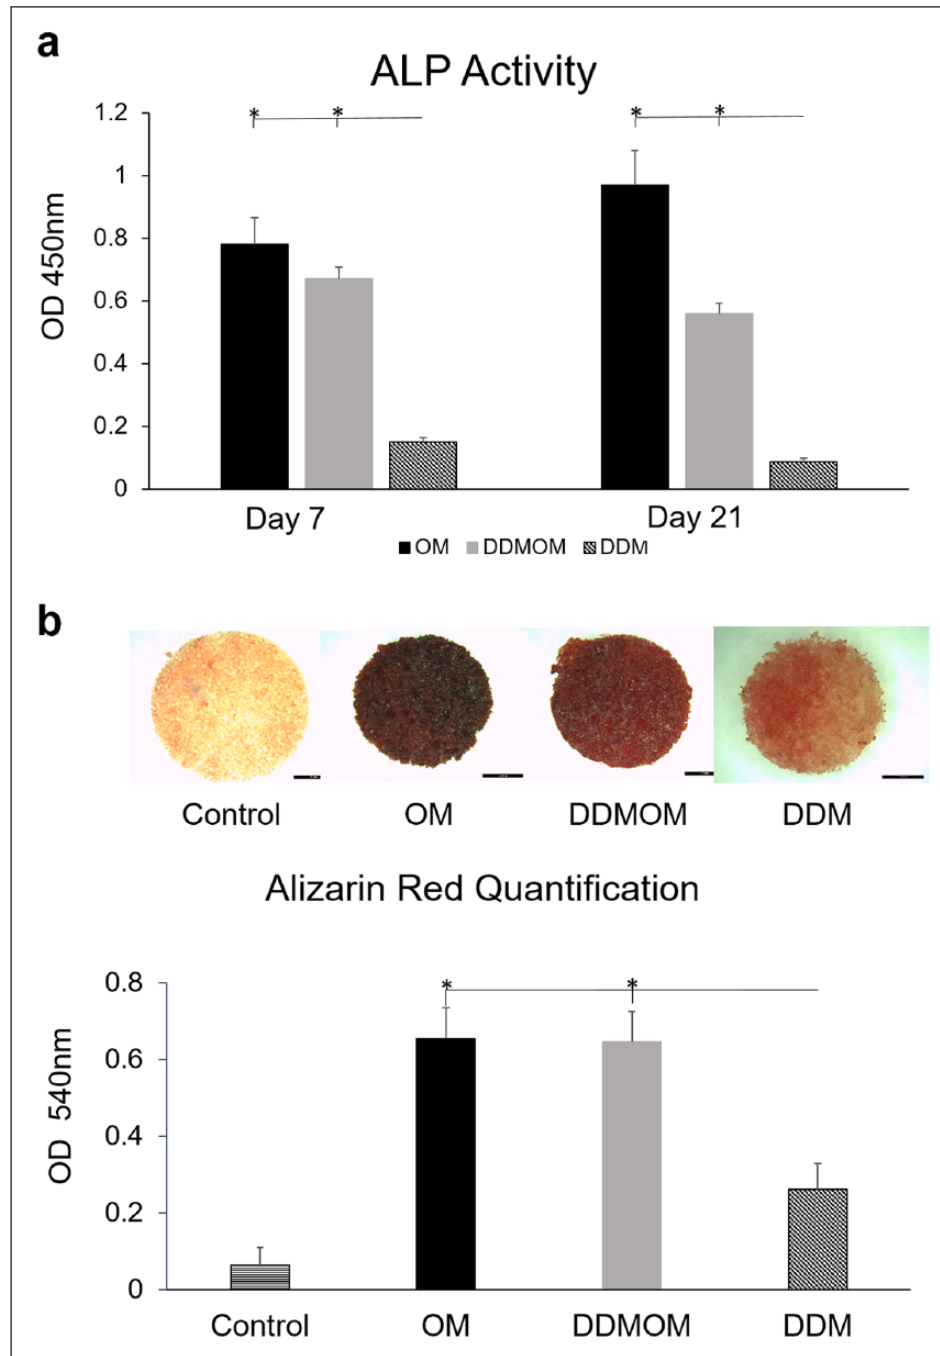 a
ALP Activity
* * * *
1.2
1
0.8
0.6
0.4
0.2
0
OD 450nm
Day 7 Day 21
OM DDMOM DDM
b
Control OM DDMOM DDM
Alizarin Red Quantification
* *
0.8
0.6
0.4
0.2
0
OD 540nm
Control OM DDMOM DDM